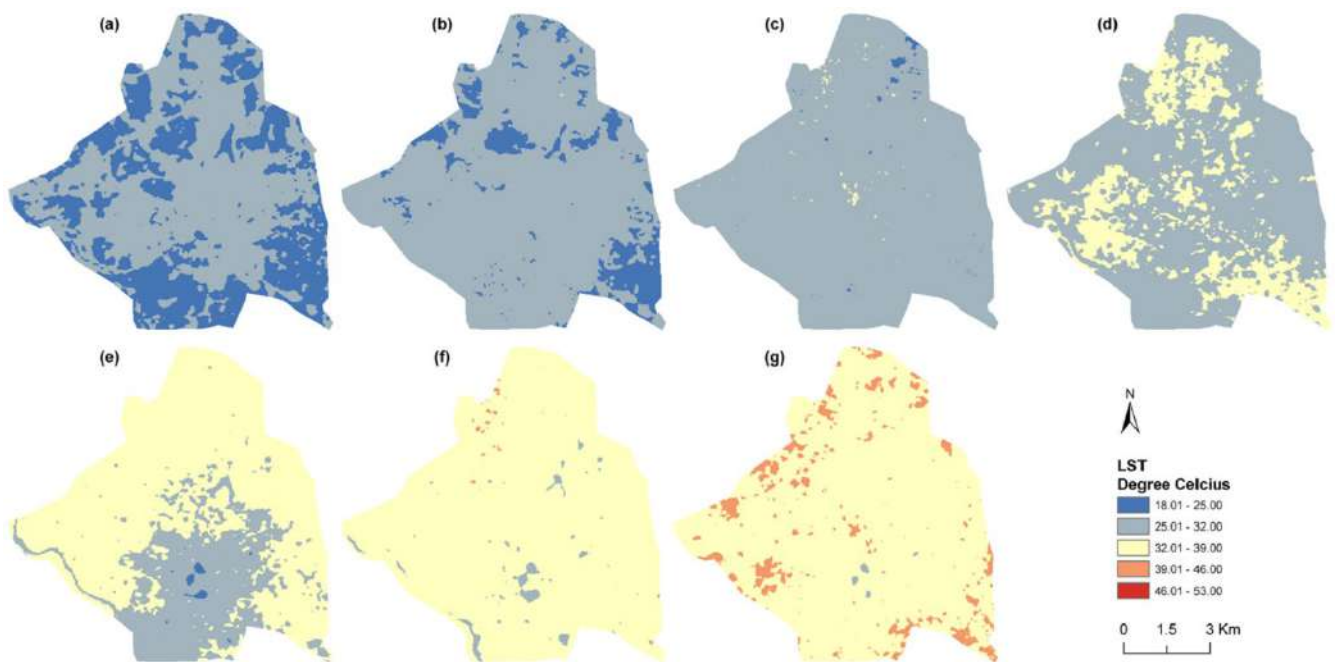 (a)
(b)
(c)
(d)
(e)
(f)
(g)
N
LST
Degree Celcius
18.01 - 25.00
25.01 - 32.00
32.01 - 39.00
39.01 - 46.00
46.01 - 53.00
0 1.5 3 Km